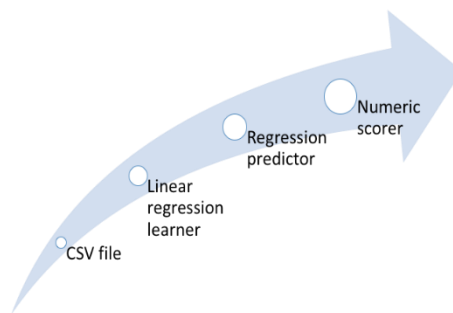 CSV file
Linear
regression
learner
Regression
predictor
Numeric
scorer